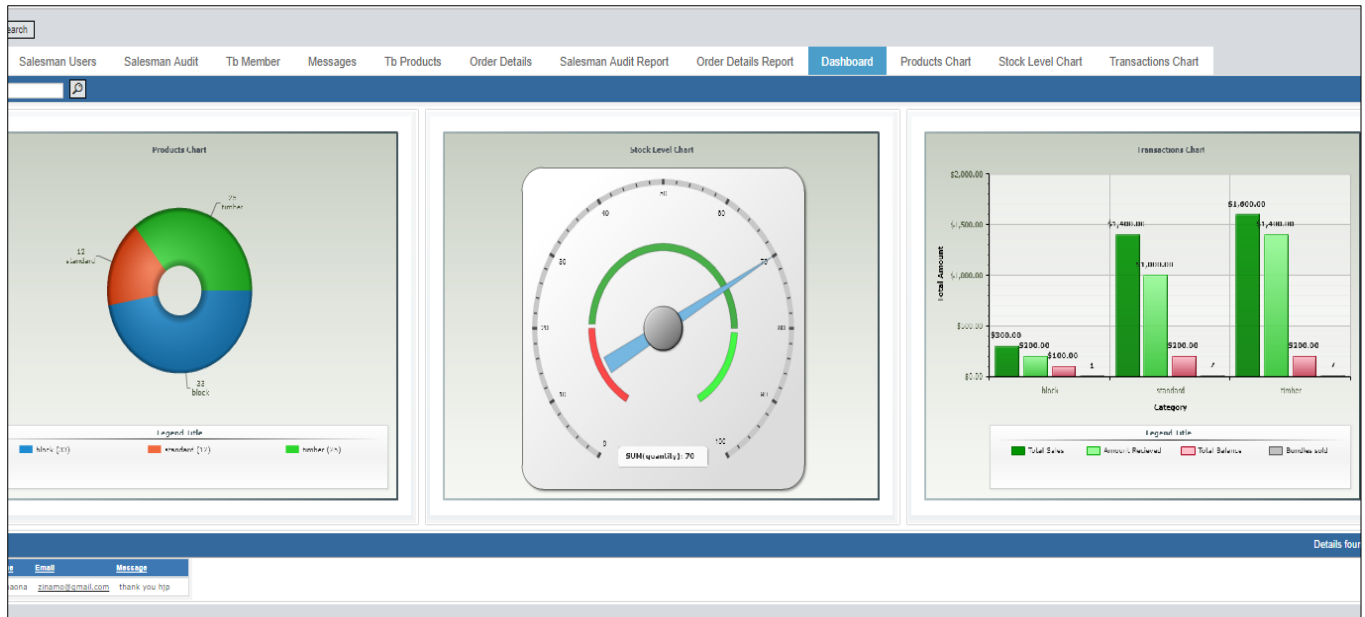 earch
Salesman Users Salesman Audit Tb Member Messages Tb Products Order Details Salesman Audit Report Order Details Report Dashboard Products Chart Stock Level Chart Transactions Chart
Products Chart
25
timber
12
standard
33
block
Legend Title
block (33) standard (12) timber (25)
Stock Level Chart
0
10
20
30
40
50
60
70
80
90
100
SUM(quantity): 70
Transactions Chart
Total Amount
$2,000.00
$1,500.00
$1,000.00
$500.00
$0.00
$300.00
$200.00
$100.00
1
$1,400.00
$1,000.00
$200.00
$1,600.00
$1,400.00
$200.00
block standard timber
Category
Legend Title
Total Sales Amount Recieved Total Balance Bundles sold
Details four
Email Message
zinamo@gmail.com thank you hjp